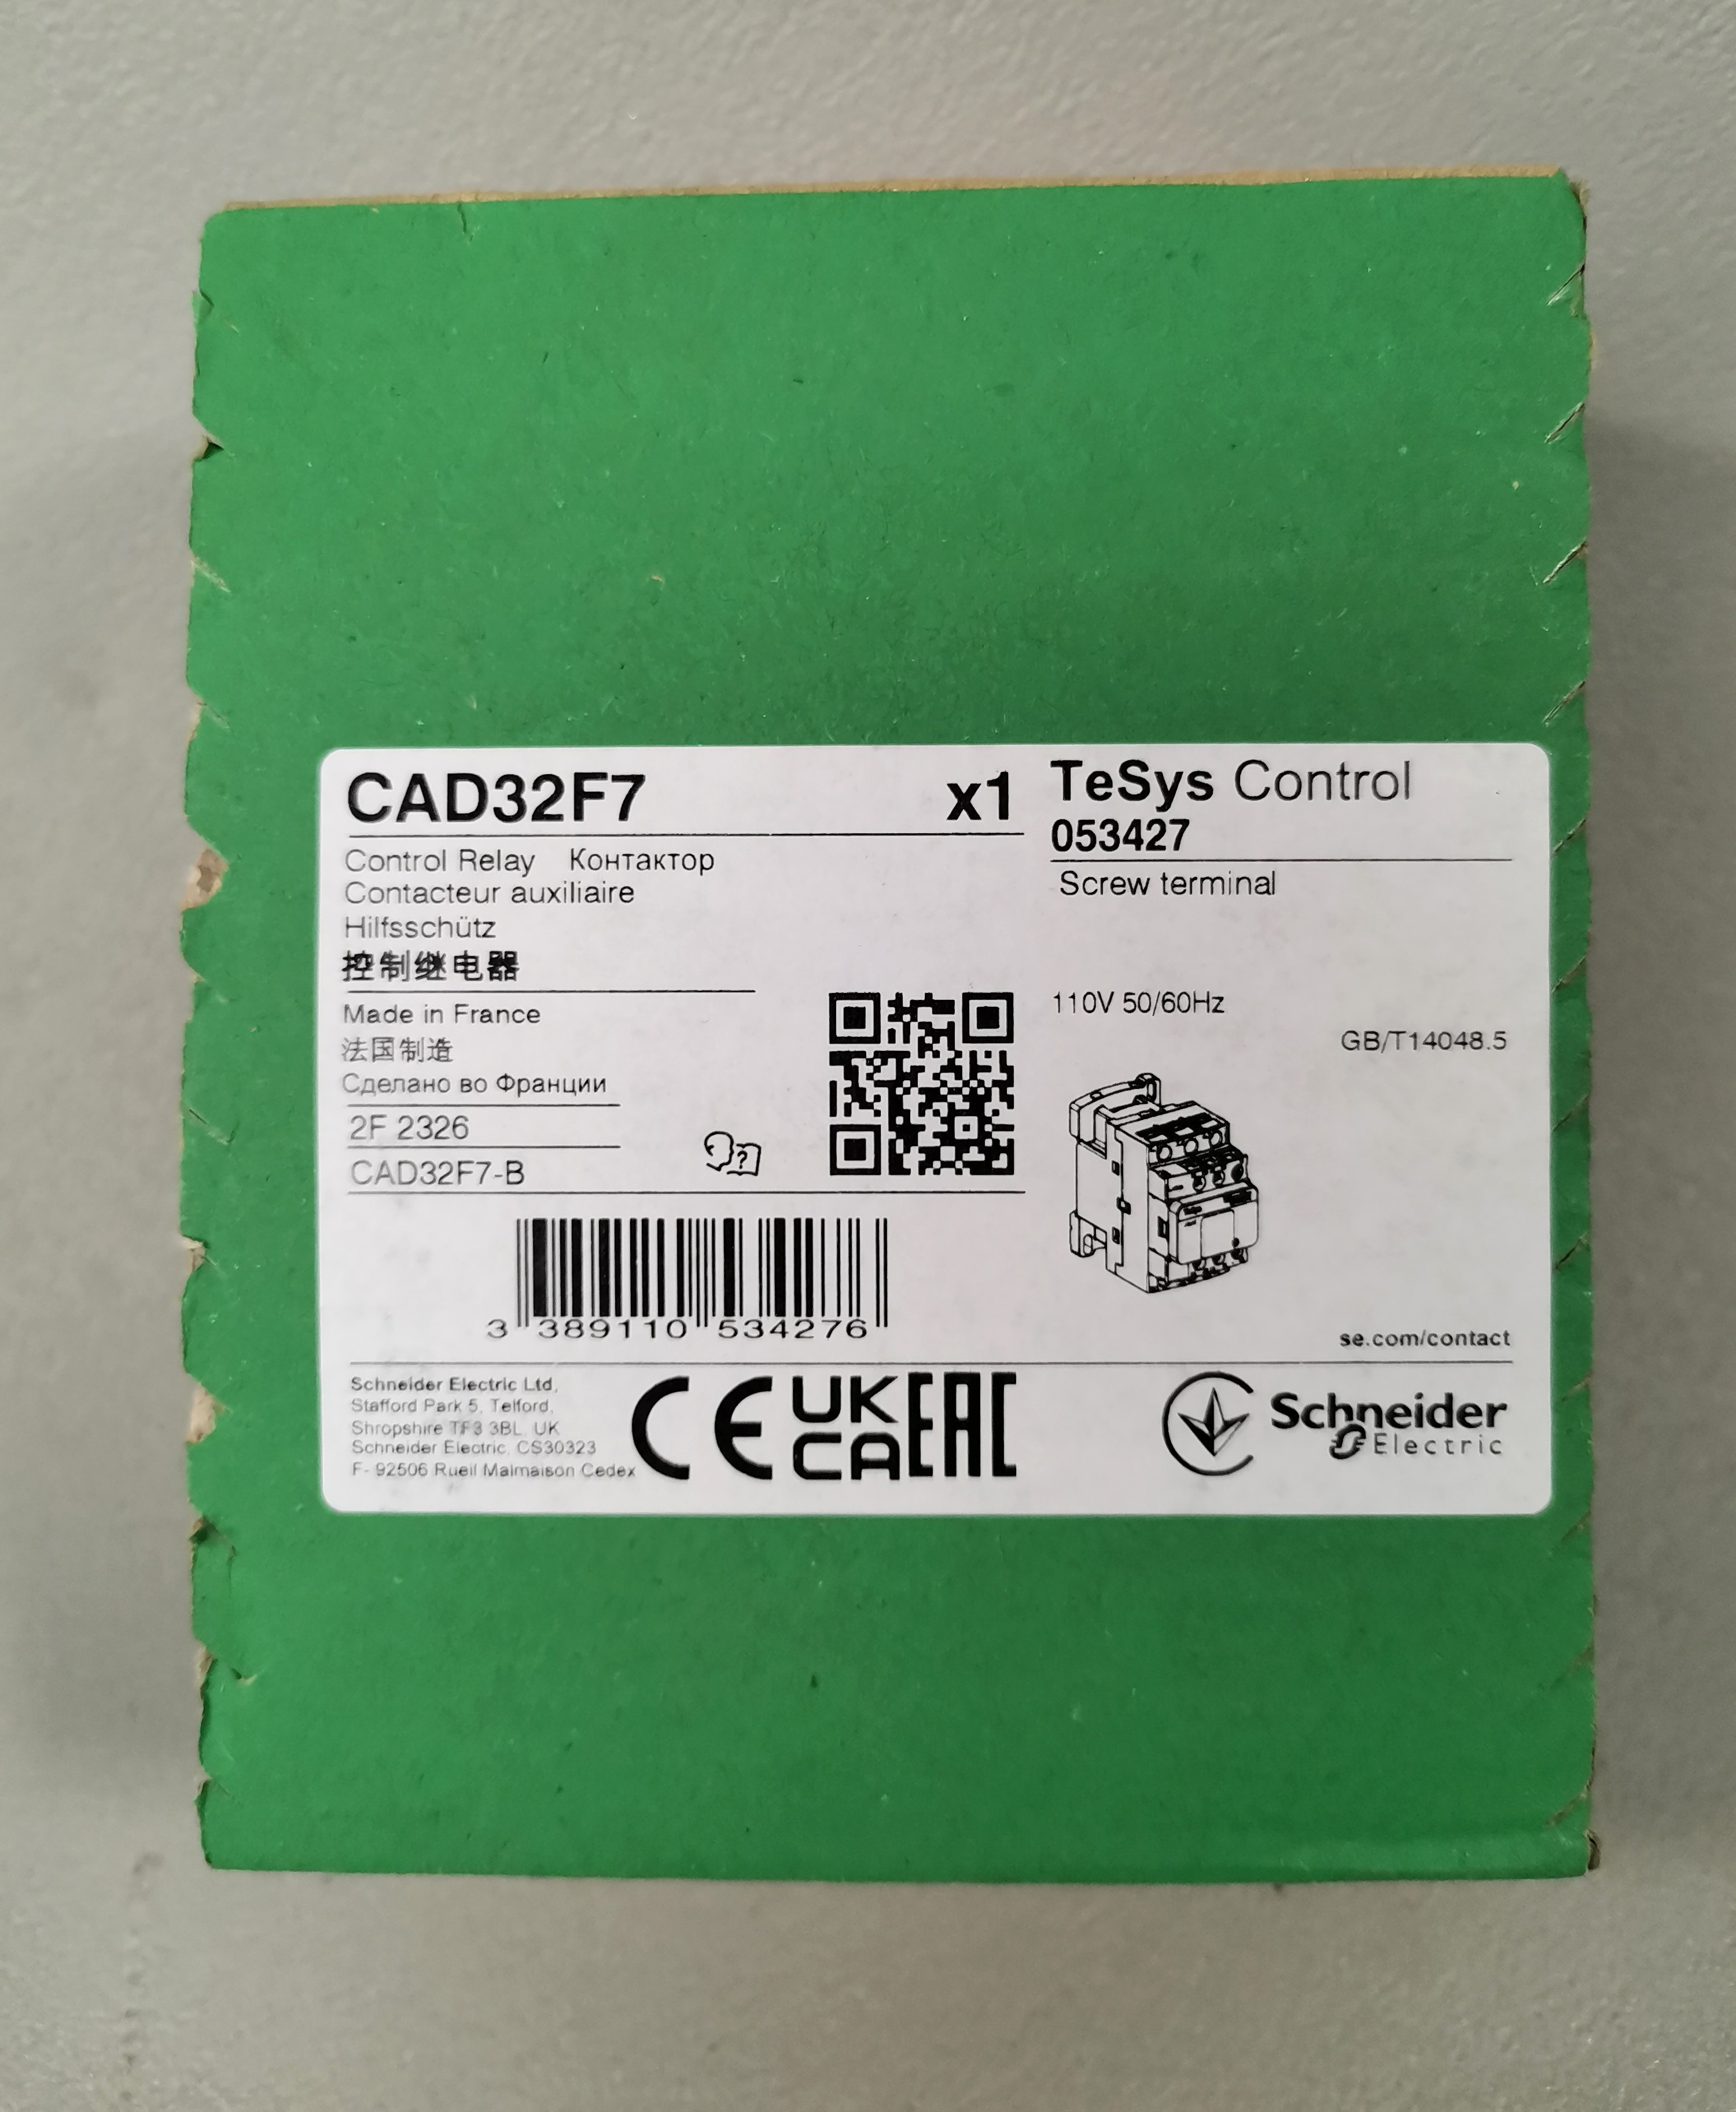 CAD32F7 x1
Control Relay Контактор
Contacteur auxiliaire
Hilfsschütz
控制继电器
Made in France
法国制造
Сделано во Франции
2F 2326
CAD32F7-B
3 389110 534276
TeSys Control
053427
Screw terminal
110V 50/60Hz
GB/T14048.5
se.com/contact
Schneider Electric Ltd,
Stafford Park 5, Telford,
Shropshire TF3 3BL, UK
Schneider Electric, CS30323
F- 92506 Rueil Malmaison Cedex
CE
UK
CA
EAC
Schneider
Electric